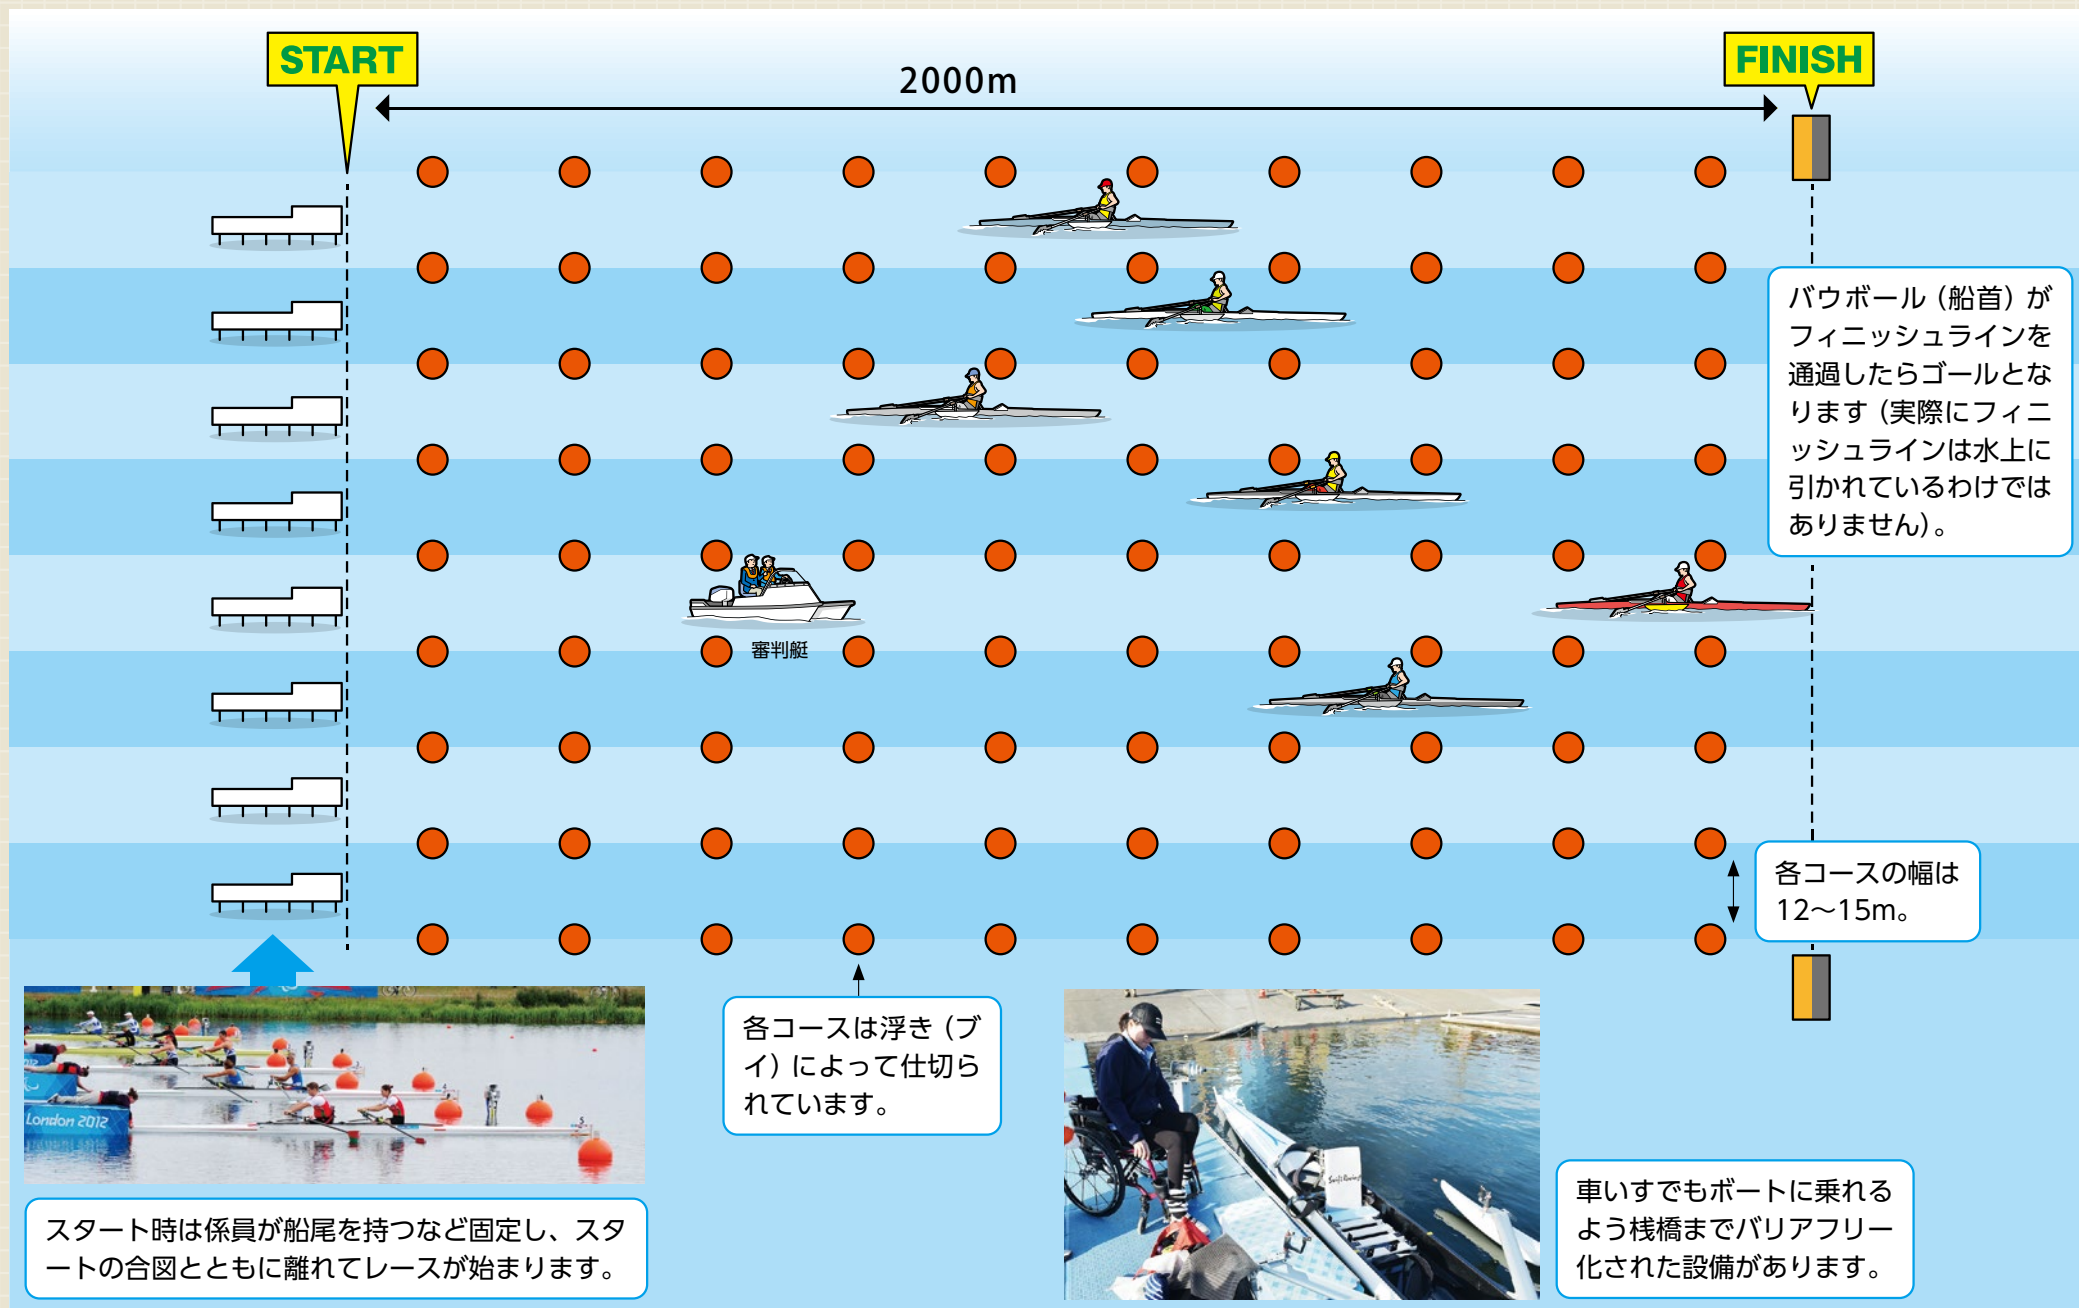 START
FINISH
2000m
バウボール（船首）が
フィニッシュラインを
通過したらゴールとな
ります（実際にフィニ
ッシュラインは水上に
引かれているわけでは
ありません）。
審判艇
各コースの幅は
12〜15m。
各コースは浮き（ブ
イ）によって仕切ら
れています。
London 2012
スタート時は係員が船尾を持つなど固定し、スタ
ートの合図とともに離れてレースが始まります。
車いすでもボートに乗れる
よう桟橋までバリアフリー
化された設備があります。